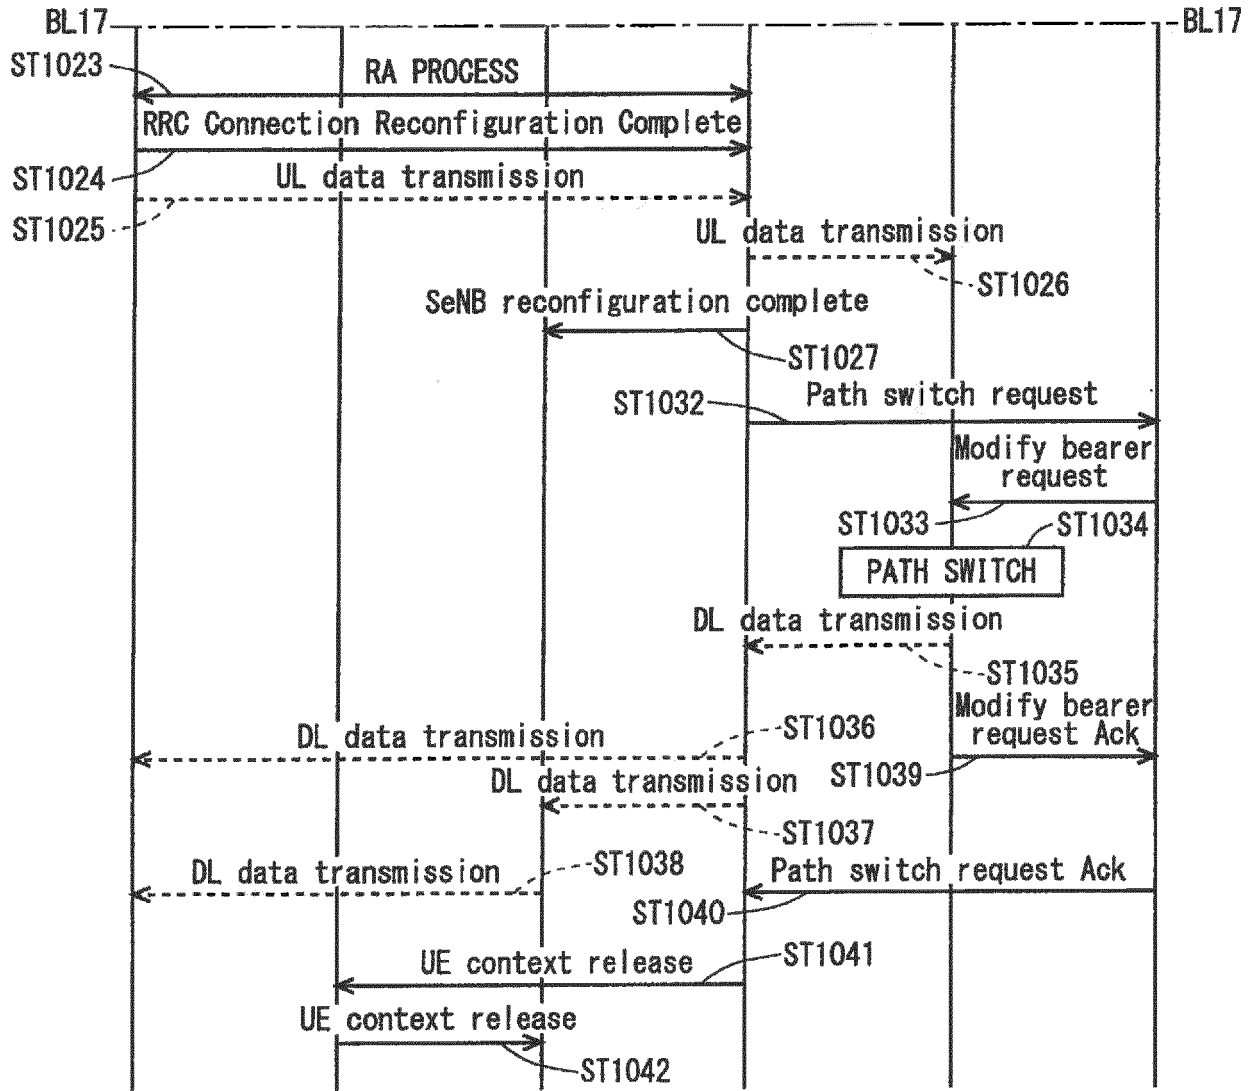 BL17
BL17
ST1023
RA PROCESS
RRC Connection Reconfiguration Complete
ST1024
UL data transmission
ST1025
UL data transmission
ST1026
SeNB reconfiguration complete
ST1027
Path switch request
ST1032
Modify bearer
request
ST1033
ST1034
PATH SWITCH
DL data transmission
ST1035
Modify bearer
request Ack
ST1036
DL data transmission
ST1039
DL data transmission
ST1037
ST1038
DL data transmission
Path switch request Ack
ST1040
ST1041
UE context release
UE context release
ST1042